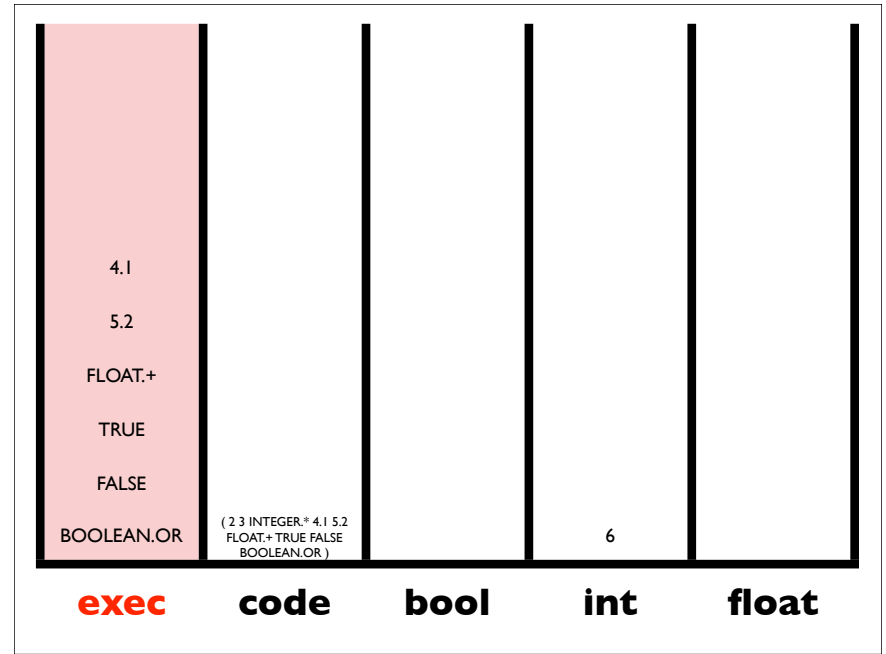 4.1
5.2
FLOAT.+
TRUE
FALSE
BOOLEAN.OR
( 2 3 INTEGER.* 4.1 5.2
FLOAT.+ TRUE FALSE
BOOLEAN.OR )
6
exec code bool int float